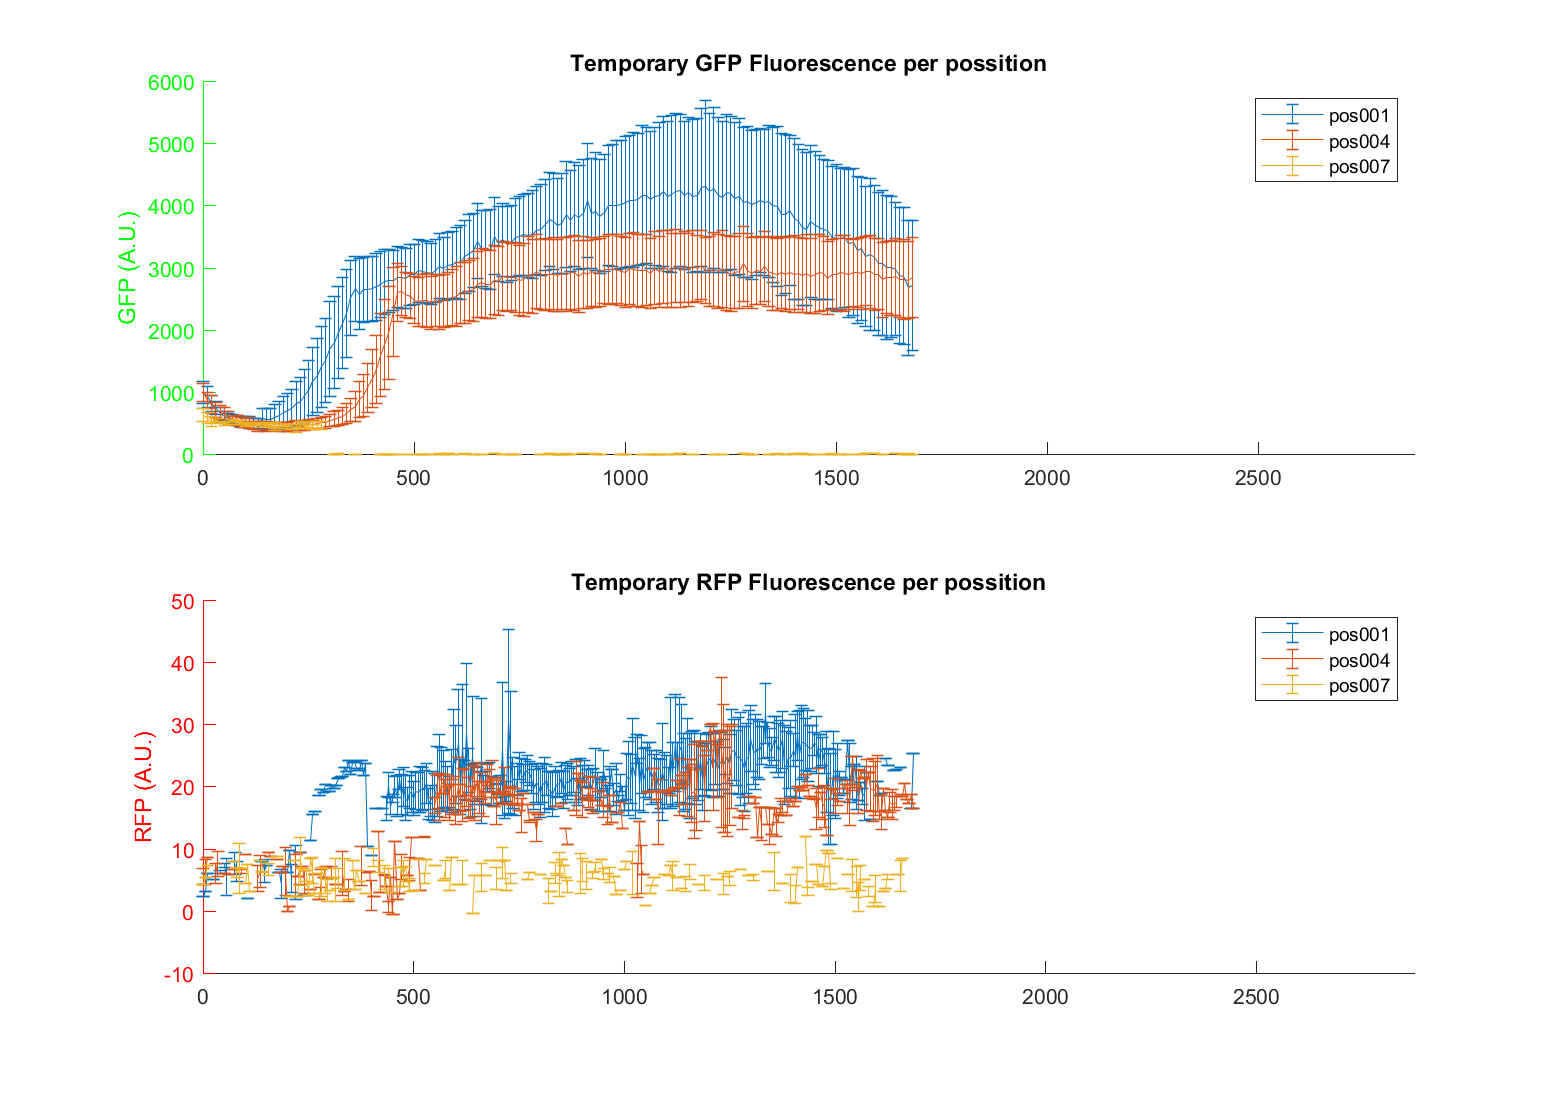 Temporary GFP Fluorescence per possition
GFP (A.U.)
6000
5000
4000
3000
2000
1000
0
0 500 1000 1500 2000 2500
pos001
pos004
pos007
Temporary RFP Fluorescence per possition
RFP (A.U.)
50
40
30
20
10
0
-10
0 500 1000 1500 2000 2500
pos001
pos004
pos007